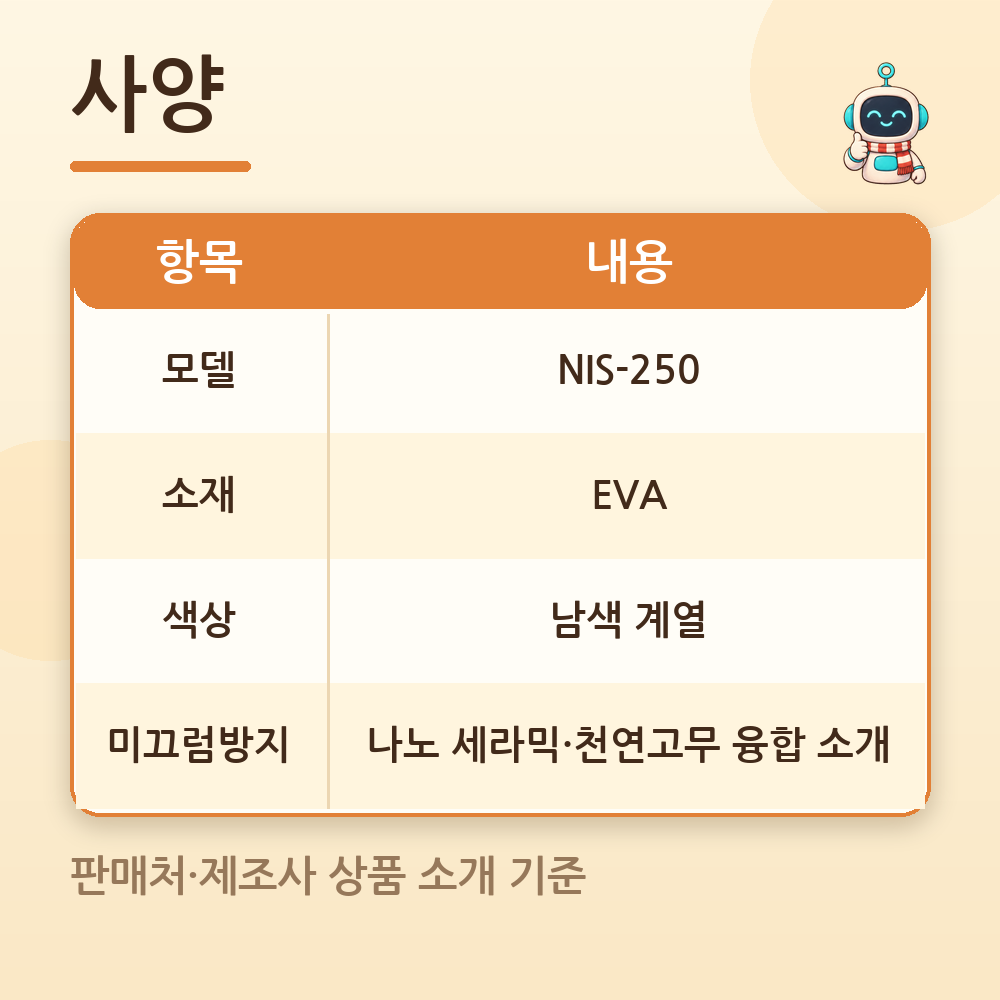 사양
항목 내용
모델 NIS-250
소재 EVA
색상 남색 계열
미끄럼방지 나노 세라믹·천연고무 융합 소개
판매처·제조사 상품 소개 기준